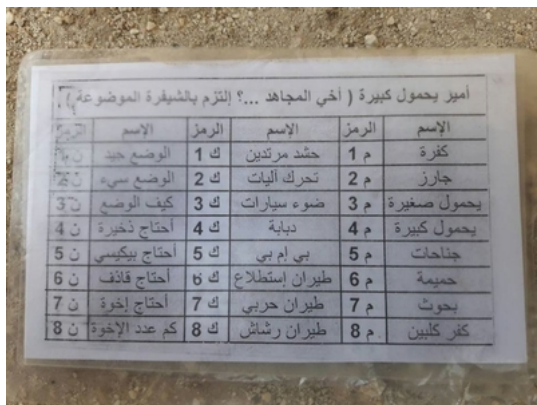 أمير يحمول كبيرة ( أخي المجاهد ...؟ إلتزم بالشيفرة الموضوعة )
الإسم الرمز الإسم الرمز الإسم الرمز
كفرة م 1 حشد مرتدين ك 1 الوضع جيد ن 1
جارز م 2 تحرك آليات ك 2 الوضع سيء ن 2
يحمول صغيرة م 3 ضوء سيارات ك 3 كيف الوضع ن 3
يحمول كبيرة م 4 دبابة ك 4 أحتاج ذخيرة ن 4
جناحات م 5 بي إم بي ك 5 أحتاج بيكيسي ن 5
حميمة م 6 طيران إستطلاع ك 6 أحتاج قاذف ن 6
بحوث م 7 طيران حربي ك 7 أحتاج إخوة ن 7
كفر كلبين م 8 طيران رشاش ك 8 كم عدد الإخوة ن 8